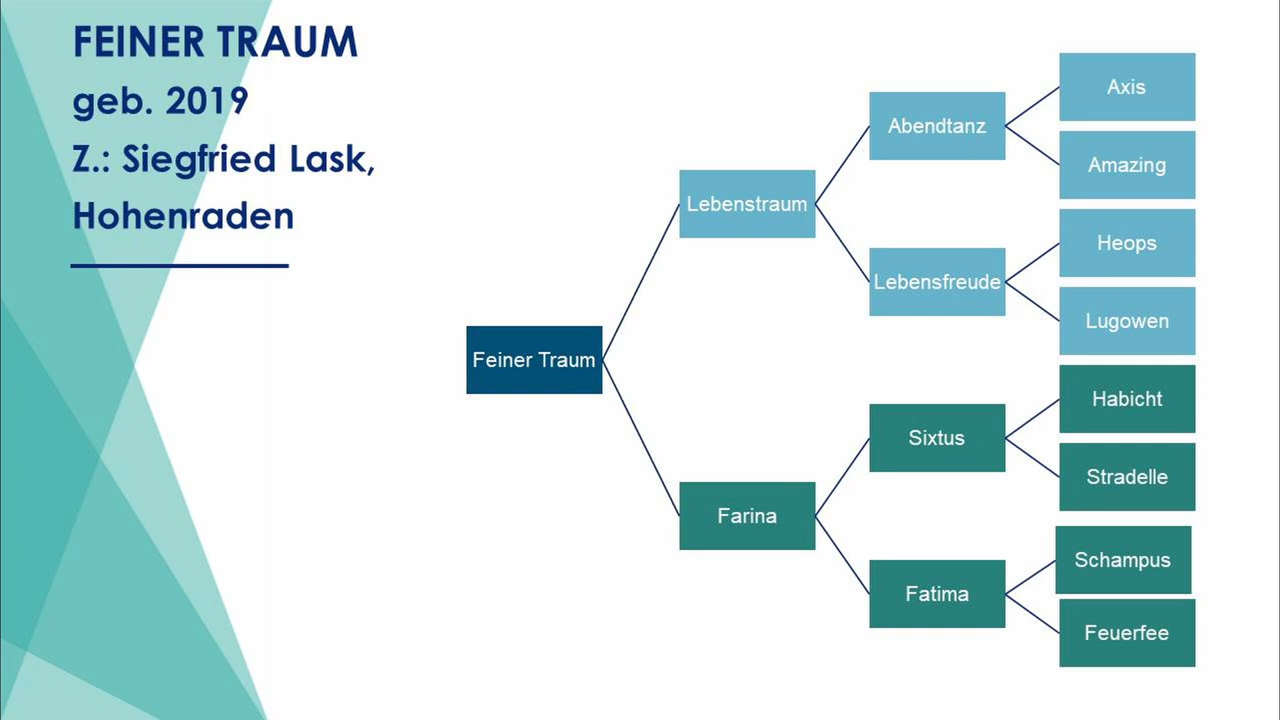 FEINER TRAUM
geb. 2019
Z.: Siegfried Lask,
Hohenraden
Feiner Traum
Lebenstraum
Farina
Abendtanz
Lebensfreude
Sixtus
Fatima
Axis
Amazing
Heops
Lugowen
Habicht
Stradelle
Schampus
Feuerfee